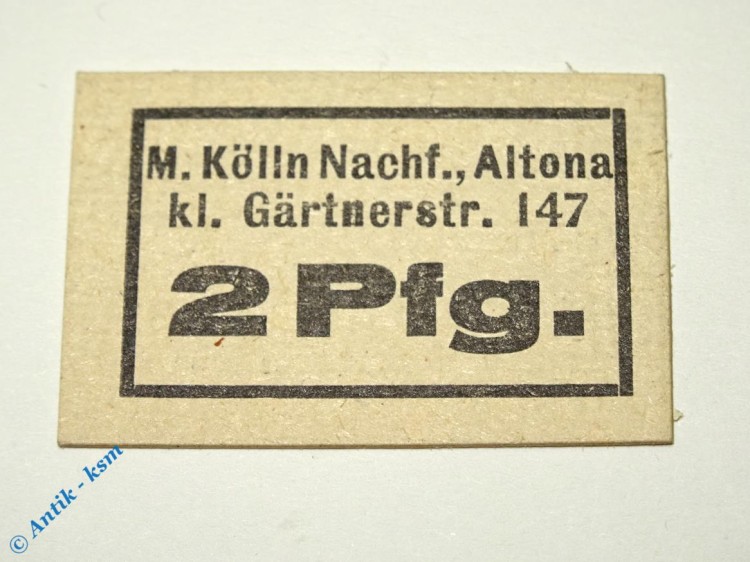 M. Kölln Nachf., Altona
kl. Gärtnerstr. 147
2 Pfg.
© Antik - ksm